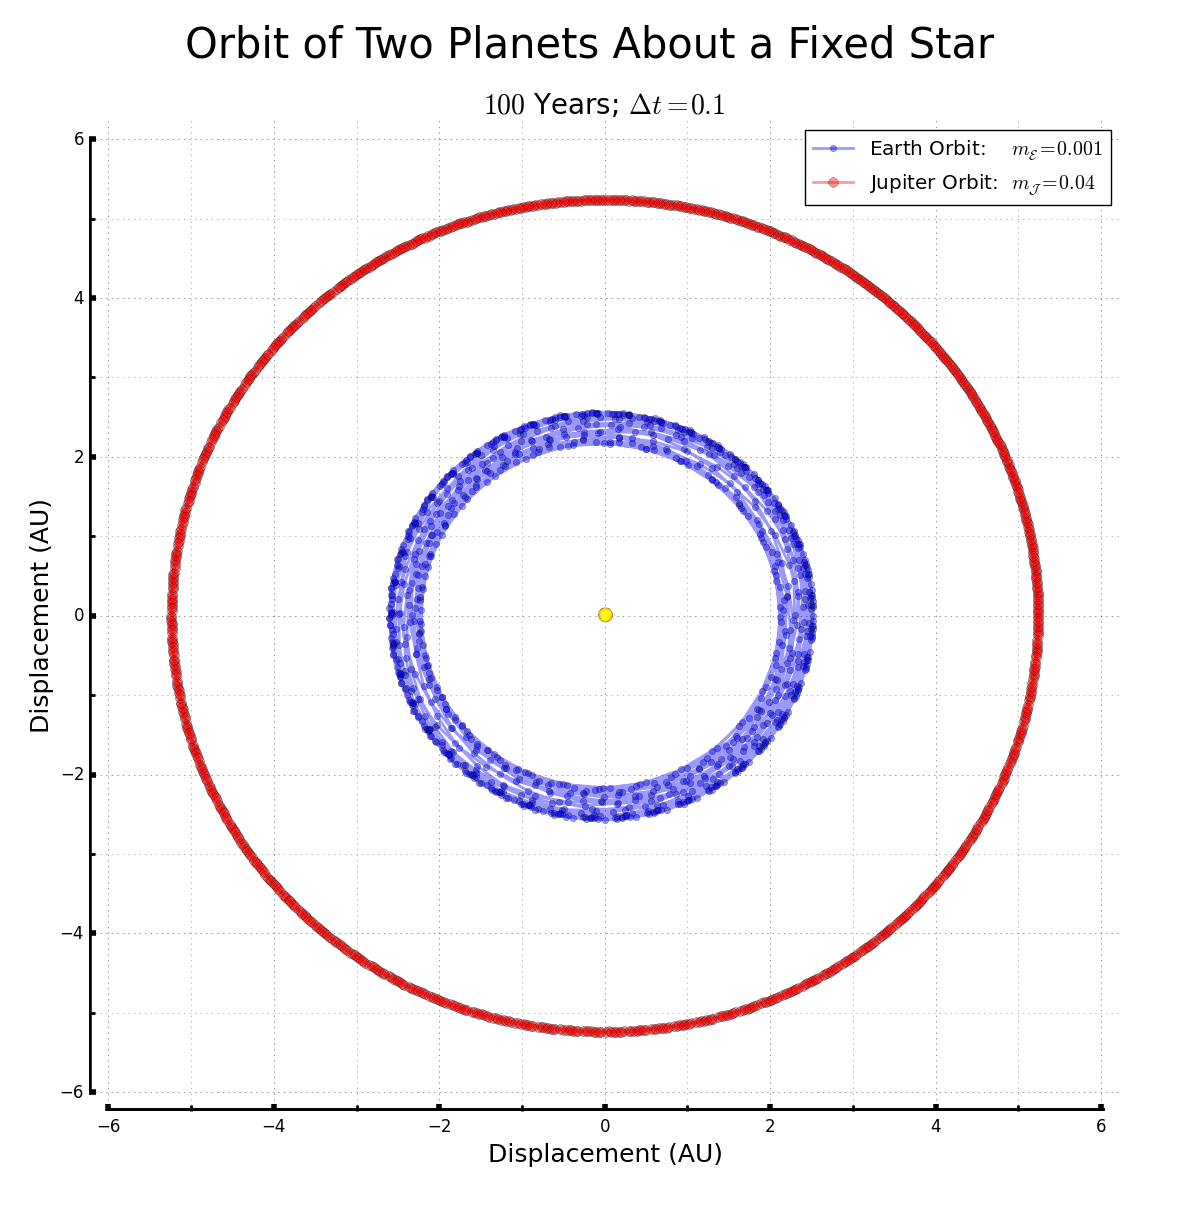 Orbit of Two Planets About a Fixed Star
100 Years; Δt = 0.1
Earth Orbit: m_ℰ = 0.001
Jupiter Orbit: m_𝒥 = 0.04
6
4
2
0
−2
−4
−6
Displacement (AU)
−6 −4 −2 0 2 4 6
Displacement (AU)